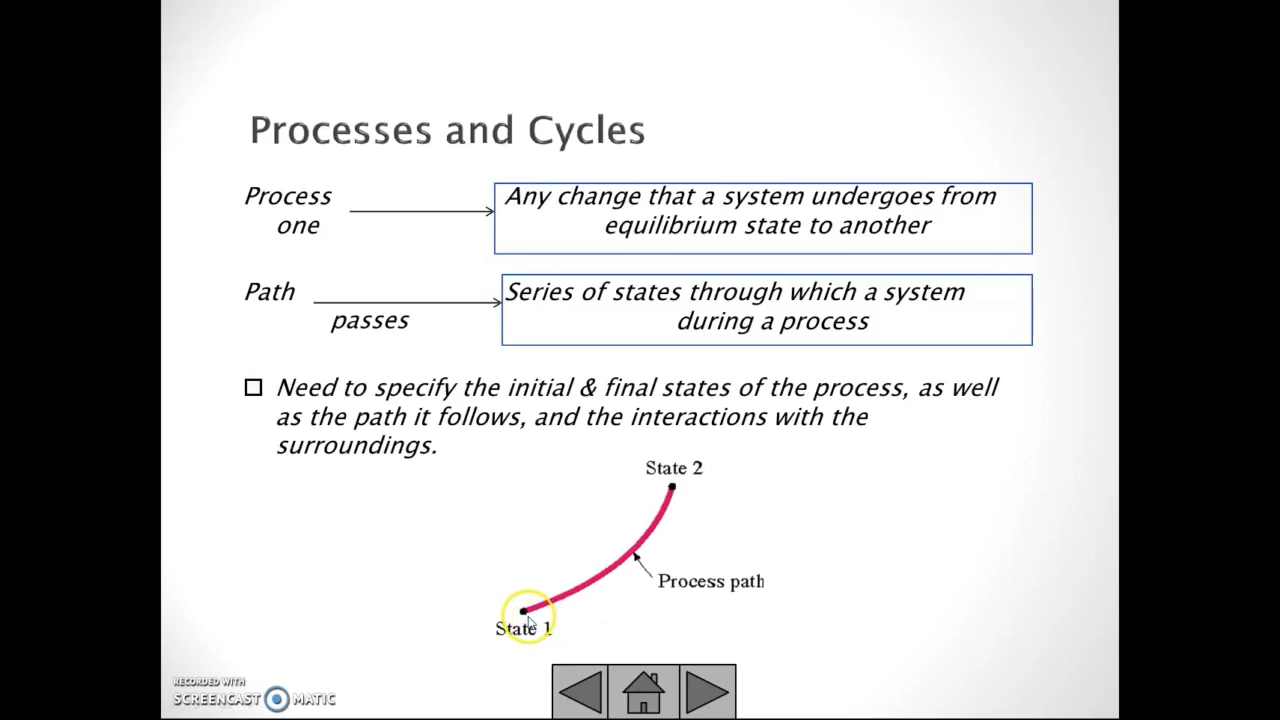 Processes and Cycles
Process Any change that a system undergoes from
one equilibrium state to another
Path Series of states through which a system
passes during a process
Need to specify the initial & final states of the process, as well
as the path it follows, and the interactions with the
surroundings.
State 2
Process path
State 1
RECORDED WITH
SCREENCAST MATIC